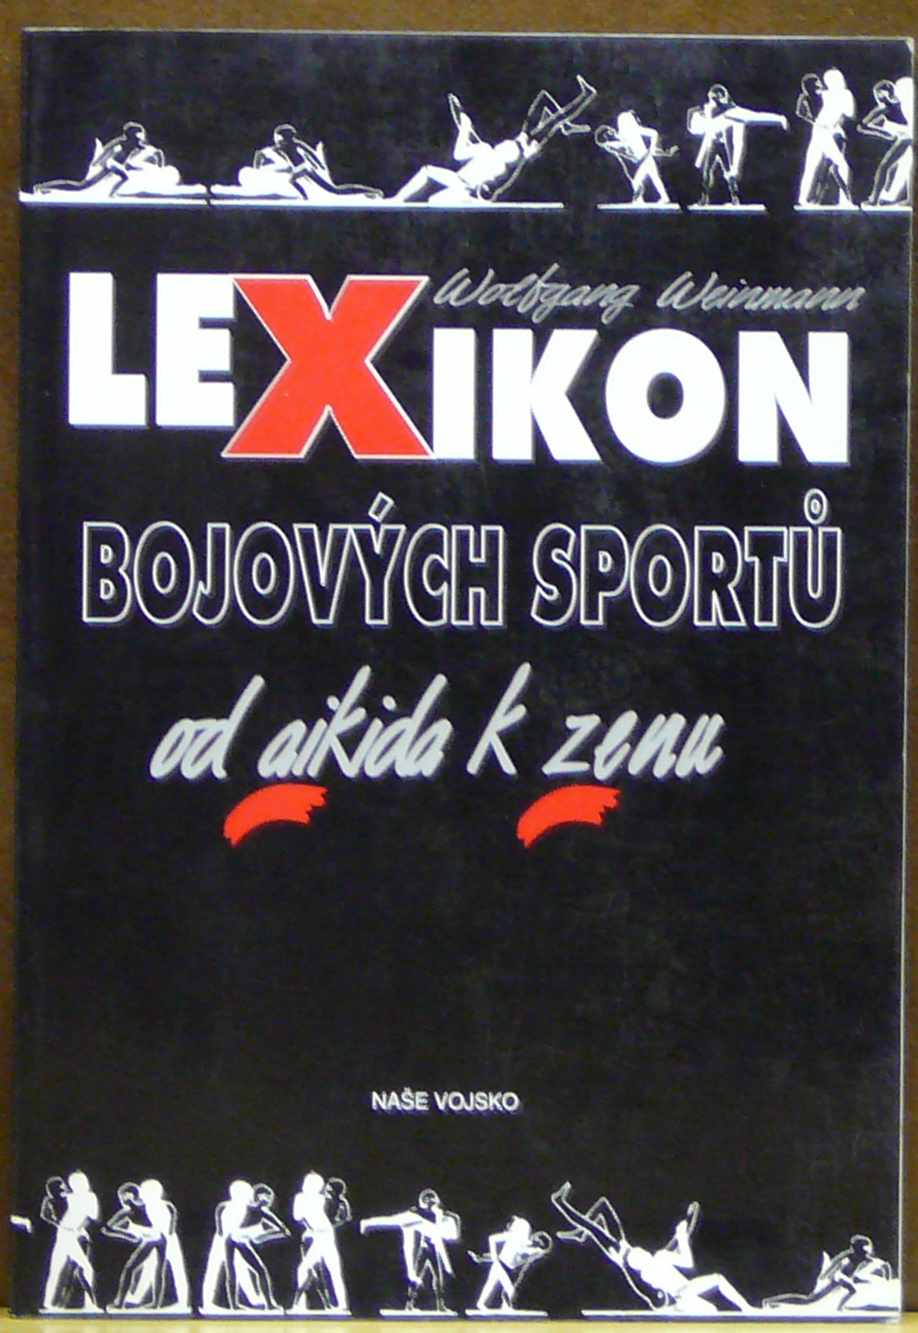 Wolfgang Weinmann
LEXIKON
BOJOVÝCH SPORTŮ
od aikida k zenu
NAŠE VOJSKO